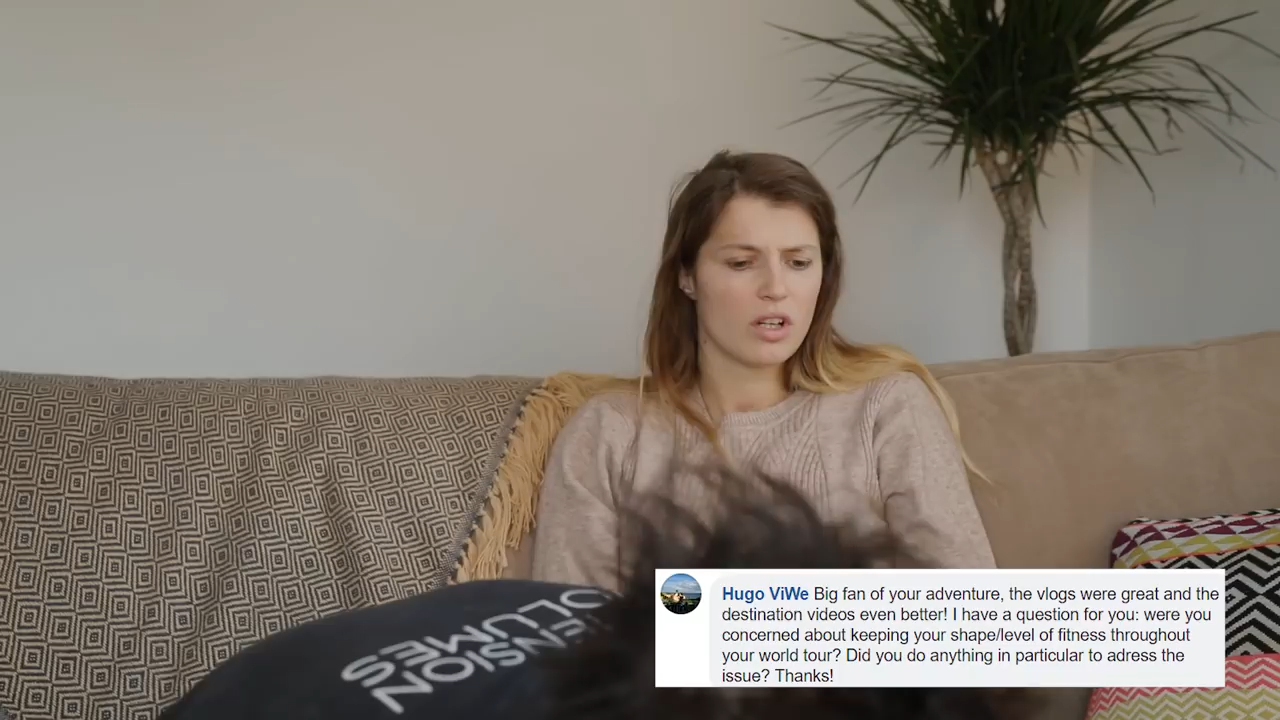 Hugo ViWe Big fan of your adventure, the vlogs were great and the
destination videos even better! I have a question for you: were you
concerned about keeping your shape/level of fitness throughout
your world tour? Did you do anything in particular to adress the
issue? Thanks!